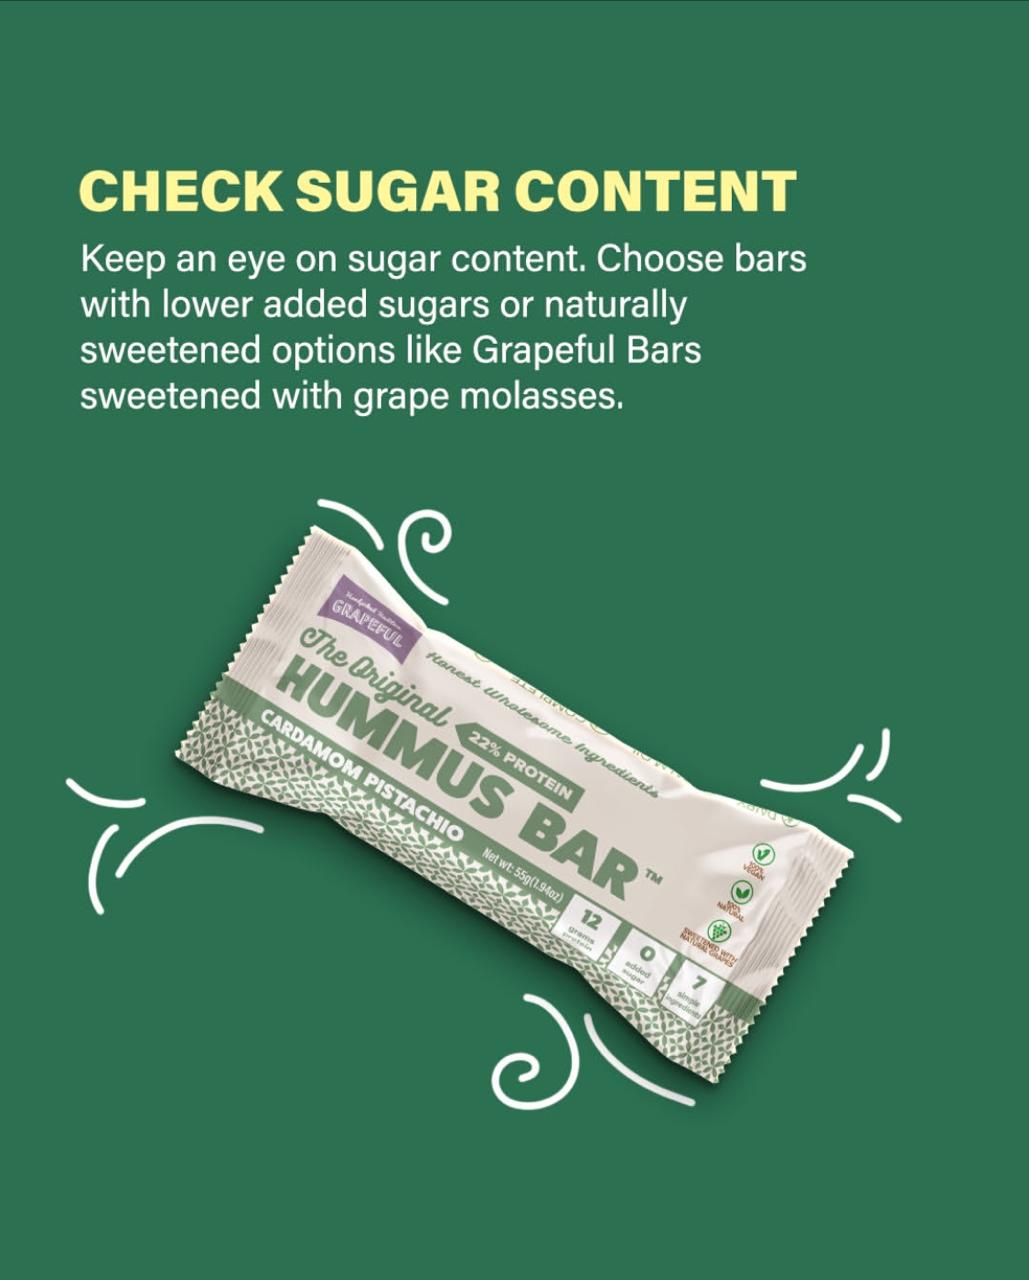 CHECK SUGAR CONTENT
Keep an eye on sugar content. Choose bars
with lower added sugars or naturally
sweetened options like Grapeful Bars
sweetened with grape molasses.
GRAPEFUL
The Original
HUMMUS BAR™
Honest Wholesome Ingredients
22% PROTEIN
CARDAMOM PISTACHIO
Net wt: 55g(1.94oz)
12
grams
protein
0
added
sugar
7
simple
ingredients
100%
VEGAN
100%
NATURAL
SWEETENED WITH
NATURAL GRAPES